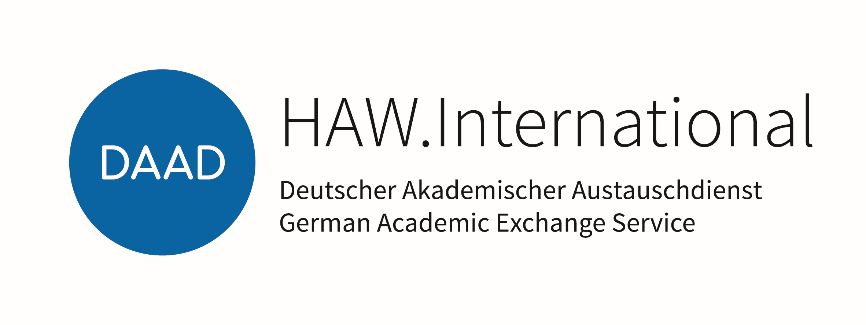 DAAD
HAW.International
Deutscher Akademischer Austauschdienst
German Academic Exchange Service